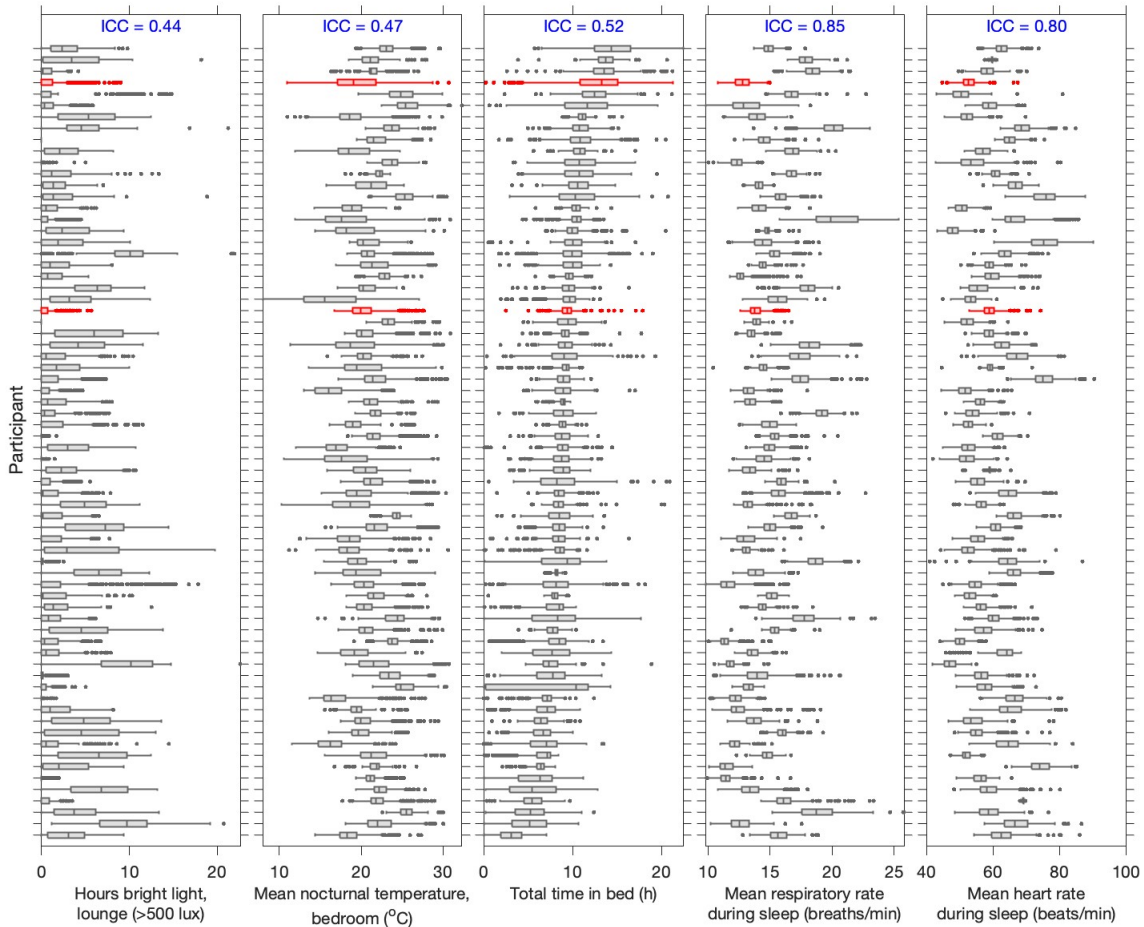 ICC = 0.44
ICC = 0.47
ICC = 0.52
ICC = 0.85
ICC = 0.80
Participant
0 10 20
10 20 30
0 10 20
10 15 20 25
40 60 80 100
Hours bright light,
lounge (>500 lux)
Mean nocturnal temperature,
bedroom (°C)
Total time in bed (h)
Mean respiratory rate
during sleep (breaths/min)
Mean heart rate
during sleep (beats/min)